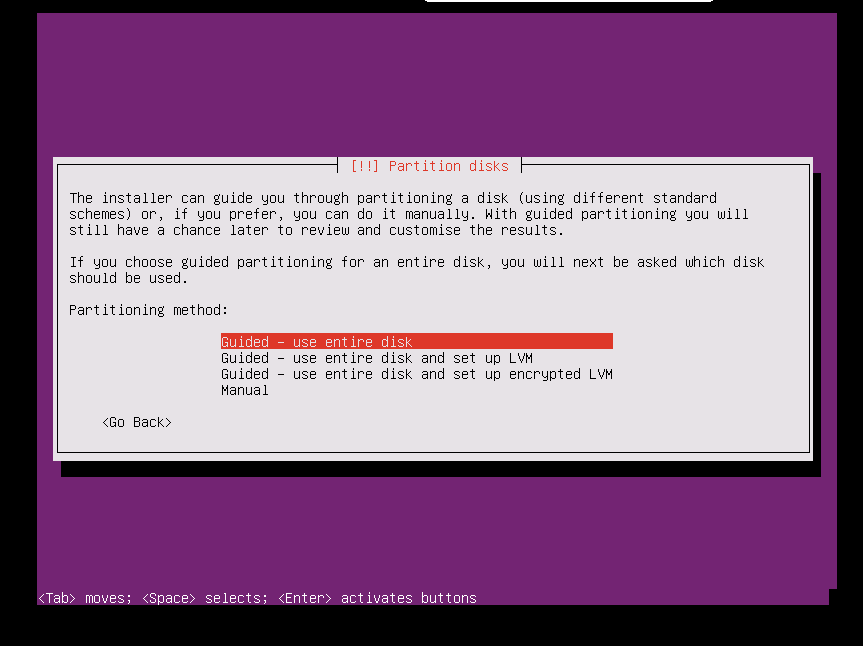 [!!] Partition disks
The installer can guide you through partitioning a disk (using different standard
schemes) or, if you prefer, you can do it manually. With guided partitioning you will
still have a chance later to review and customise the results.
If you choose guided partitioning for an entire disk, you will next be asked which disk
should be used.
Partitioning method:
Guided - use entire disk
Guided - use entire disk and set up LVM
Guided - use entire disk and set up encrypted LVM
Manual
<Go Back>
<Tab> moves; <Space> selects; <Enter> activates buttons